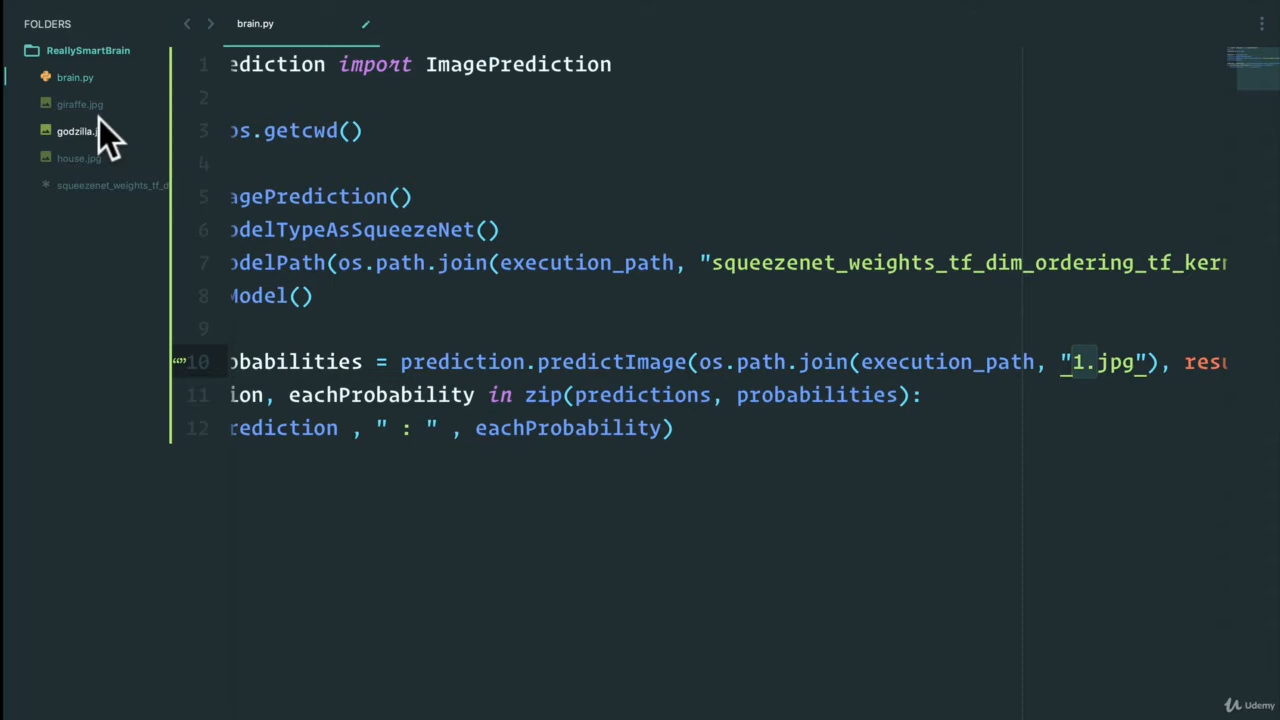 FOLDERS
ReallySmartBrain
brain.py
giraffe.jpg
godzilla.j
house.jpg
squeezenet_weights_tf_d
brain.py
1 ediction import ImagePrediction
2
3 os.getcwd()
4
5 agePrediction()
6 odelTypeAsSqueezeNet()
7 odelPath(os.path.join(execution_path, "squeezenet_weights_tf_dim_ordering_tf_kern
8 Model()
9
10 obabilities = prediction.predictImage(os.path.join(execution_path, "1.jpg"), resu
11 ion, eachProbability in zip(predictions, probabilities):
12 rediction , " : " , eachProbability)
Udemy